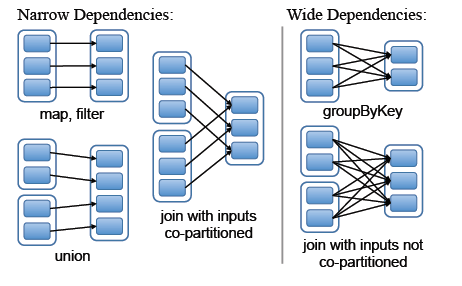 Narrow Dependencies:
map, filter
union
join with inputs
co-partitioned
Wide Dependencies:
groupByKey
join with inputs not
co-partitioned